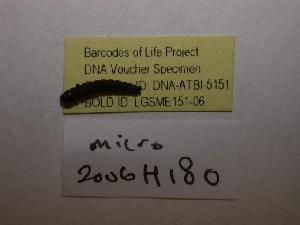 Barcodes of Life Project
DNA Voucher Specimen
ID: DNA-ATBI-5151
BOLD ID: LGSME151-06
micro
2006H180